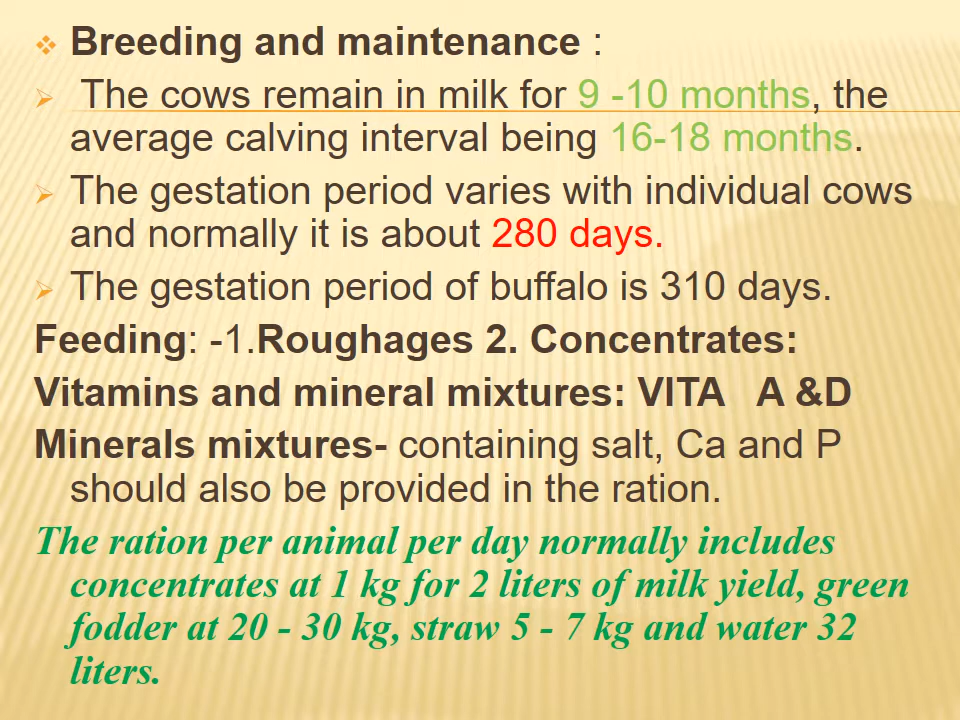 Breeding and maintenance :
The cows remain in milk for 9 -10 months, the
average calving interval being 16-18 months.
The gestation period varies with individual cows
and normally it is about 280 days.
The gestation period of buffalo is 310 days.
Feeding: -1.Roughages 2. Concentrates:
Vitamins and mineral mixtures: VITA A &D
Minerals mixtures- containing salt, Ca and P
should also be provided in the ration.
The ration per animal per day normally includes
concentrates at 1 kg for 2 liters of milk yield, green
fodder at 20 - 30 kg, straw 5 - 7 kg and water 32
liters.